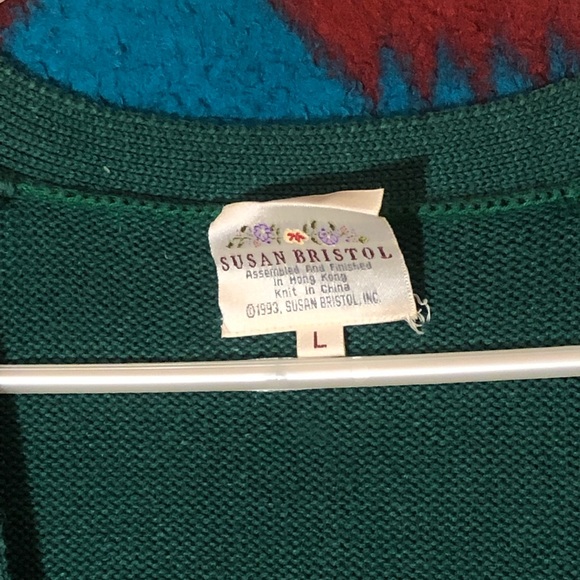 SUSAN BRISTOL
Assembled And Finished
In Hong Kong
Knit In China
©1993, SUSAN BRISTOL, INC.
L